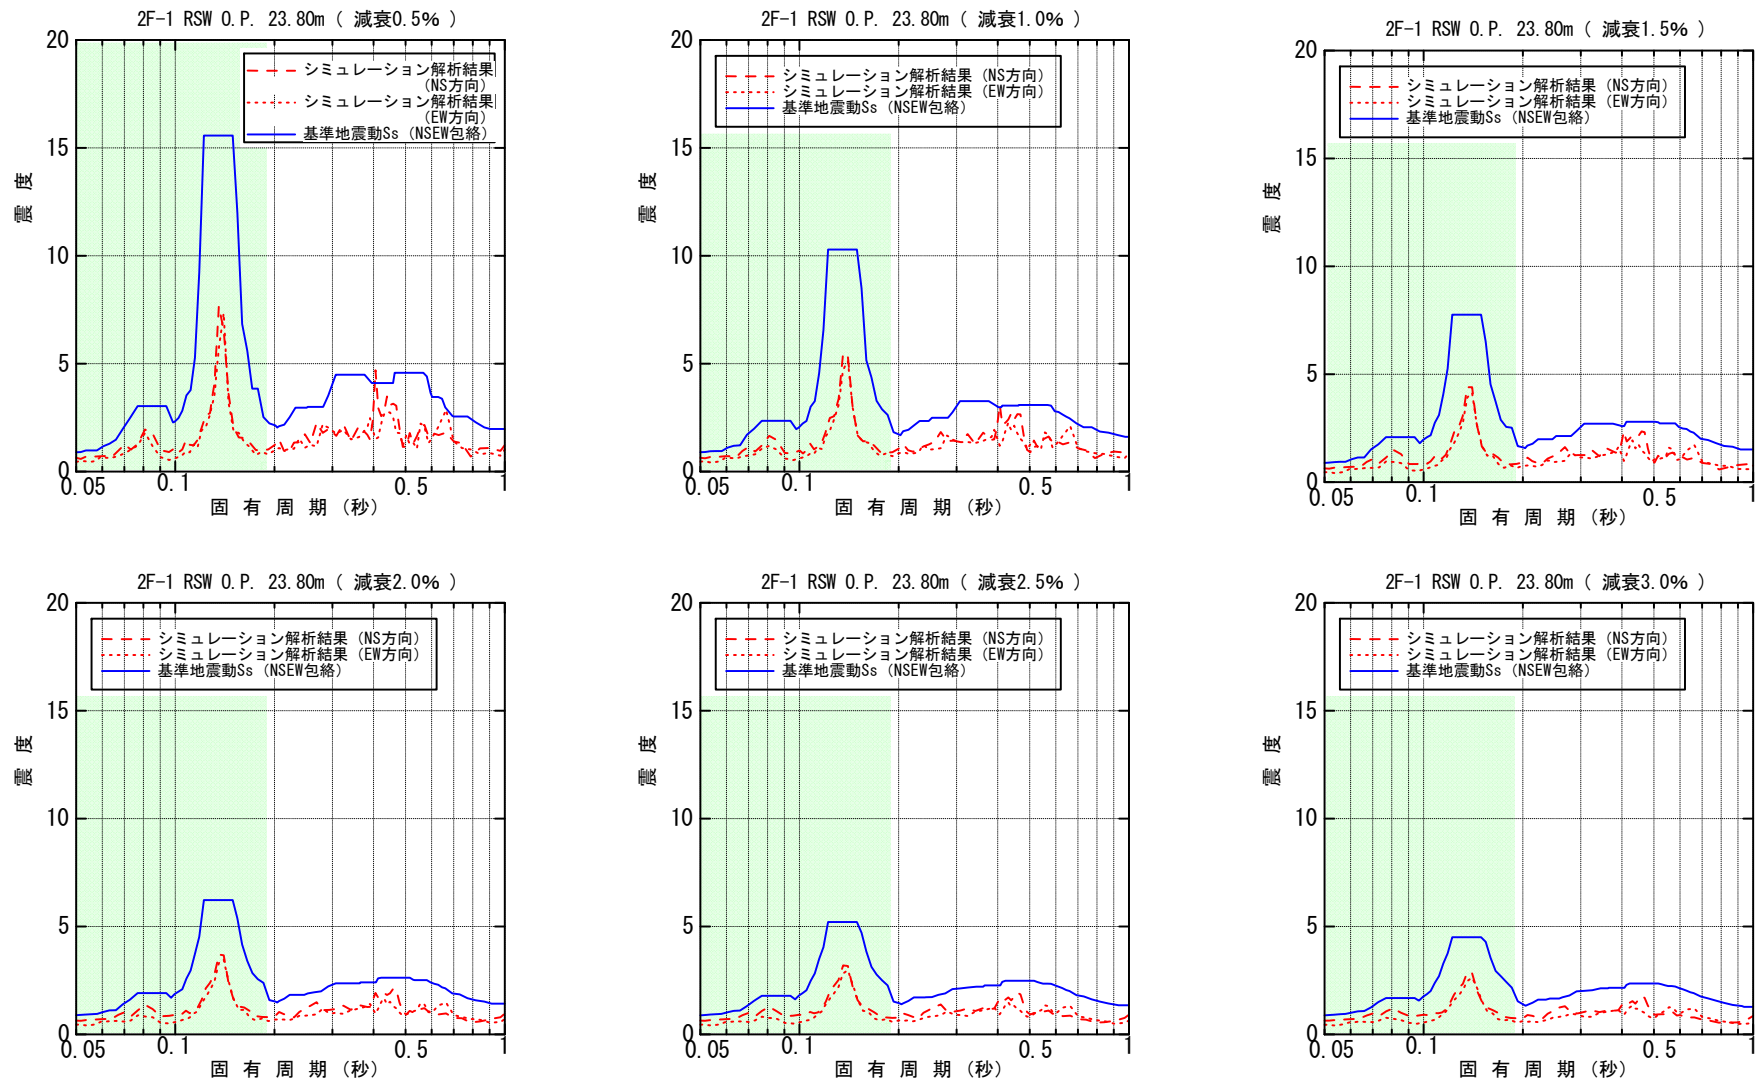 2F-1 RSW O.P. 23.80m ( 減衰0.5% )
20
シミュレーション解析結果
(NS方向)
シミュレーション解析結果
(EW方向)
基準地震動Ss (NSEW包絡)
15
震度
10
5
0
0.05 0.1 0.5 1
固有周期(秒)
2F-1 RSW O.P. 23.80m ( 減衰1.0% )
20
シミュレーション解析結果 (NS方向)
シミュレーション解析結果 (EW方向)
基準地震動Ss (NSEW包絡)
15
震度
10
5
0
0.05 0.1 0.5 1
固有周期(秒)
2F-1 RSW O.P. 23.80m ( 減衰1.5% )
20
シミュレーション解析結果 (NS方向)
シミュレーション解析結果 (EW方向)
基準地震動Ss (NSEW包絡)
15
震度
10
5
0
0.05 0.1 0.5 1
固有周期(秒)
2F-1 RSW O.P. 23.80m ( 減衰2.0% )
20
シミュレーション解析結果 (NS方向)
シミュレーション解析結果 (EW方向)
基準地震動Ss (NSEW包絡)
15
震度
10
5
0
0.05 0.1 0.5 1
固有周期(秒)
2F-1 RSW O.P. 23.80m ( 減衰2.5% )
20
シミュレーション解析結果 (NS方向)
シミュレーション解析結果 (EW方向)
基準地震動Ss (NSEW包絡)
15
震度
10
5
0
0.05 0.1 0.5 1
固有周期(秒)
2F-1 RSW O.P. 23.80m ( 減衰3.0% )
20
シミュレーション解析結果 (NS方向)
シミュレーション解析結果 (EW方向)
基準地震動Ss (NSEW包絡)
15
震度
10
5
0
0.05 0.1 0.5 1
固有周期(秒)